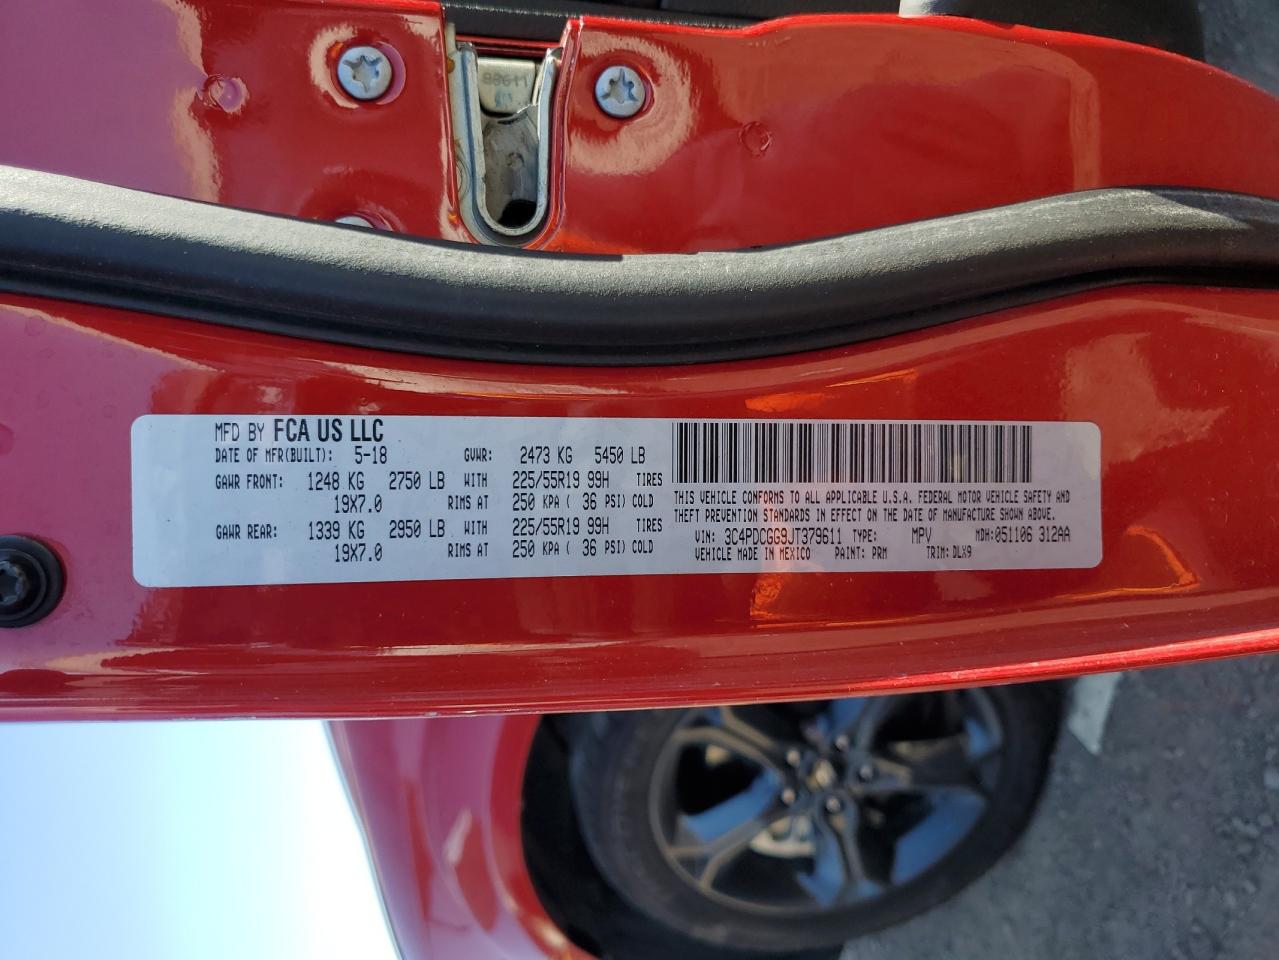 MFD BY FCA US LLC
DATE OF MFR(BUILT): 5-18 GVWR: 2473 KG 5450 LB
GAWR FRONT: 1248 KG 2750 LB WITH 225/55R19 99H TIRES
19X7.0 RIMS AT 250 KPA ( 36 PSI) COLD
GAWR REAR: 1339 KG 2950 LB WITH 225/55R19 99H TIRES
19X7.0 RIMS AT 250 KPA ( 36 PSI) COLD
THIS VEHICLE CONFORMS TO ALL APPLICABLE U.S.A. FEDERAL MOTOR VEHICLE SAFETY AND
THEFT PREVENTION STANDARDS IN EFFECT ON THE DATE OF MANUFACTURE SHOWN ABOVE.
VIN: 3C4PDCGG9JT379611 TYPE: MPV MDH: 051106 312AA
VEHICLE MADE IN MEXICO PAINT: PRM TRIM: DLX9